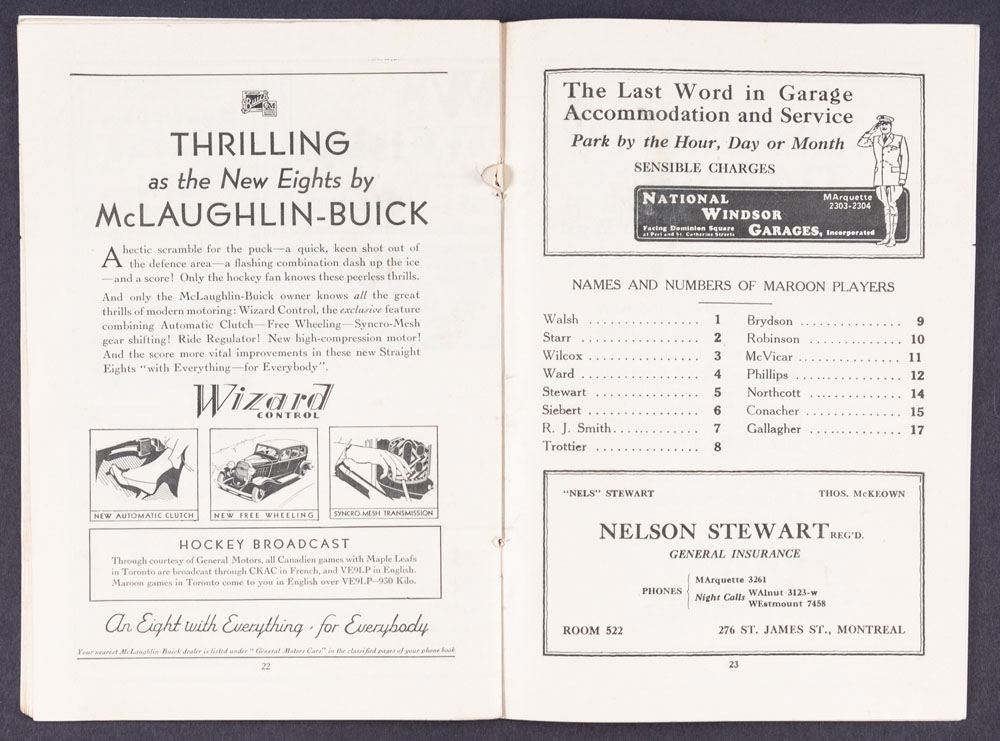 Buick
THRILLING
as the New Eights by
McLAUGHLIN-BUICK
A hectic scramble for the puck—a quick, keen shot out of
the defence area—a flashing combination dash up the ice
—and a score! Only the hockey fan knows these peerless thrills.
And only the McLaughlin-Buick owner knows all the great
thrills of modern motoring: Wizard Control, the exclusive feature
combining Automatic Clutch—Free Wheeling—Syncro-Mesh
gear shifting! Ride Regulator! New high-compression motor!
And the score more vital improvements in these new Straight
Eights "with Everything—for Everybody".
Wizard
CONTROL
NEW AUTOMATIC CLUTCH
NEW FREE WHEELING
SYNCRO-MESH TRANSMISSION
HOCKEY BROADCAST
Through courtesy of General Motors, all Canadien games with Maple Leafs
in Toronto are broadcast through CKAC in French, and VE9LP in English.
Maroon games in Toronto come to you in English over VE9LP—930 Kilo.
An Eight with Everything - for Everybody
Your nearest McLaughlin-Buick dealer is listed under "General Motors Cars" in the classified pages of your phone book
22
The Last Word in Garage
Accommodation and Service
Park by the Hour, Day or Month
SENSIBLE CHARGES
NATIONAL
WINDSOR
GARAGES, Incorporated
MArquette
2303-2304
Facing Dominion Square
at Peel and St. Catherine Streets
NAMES AND NUMBERS OF MAROON PLAYERS
Walsh ................ 1
Starr ................ 2
Wilcox ................ 3
Ward ................ 4
Stewart ................ 5
Siebert ................ 6
R. J. Smith ............. 7
Trottier ............... 8
Brydson ............... 9
Robinson .............. 10
McVicar ............... 11
Phillips ................ 12
Northcott .............. 14
Conacher .............. 15
Gallagher .............. 17
"NELS" STEWART THOS. McKEOWN
NELSON STEWART REG'D.
GENERAL INSURANCE
PHONES
MArquette 3261
Night Calls WAlnut 3123-w
WEstmount 7458
ROOM 522 276 ST. JAMES ST., MONTREAL
23